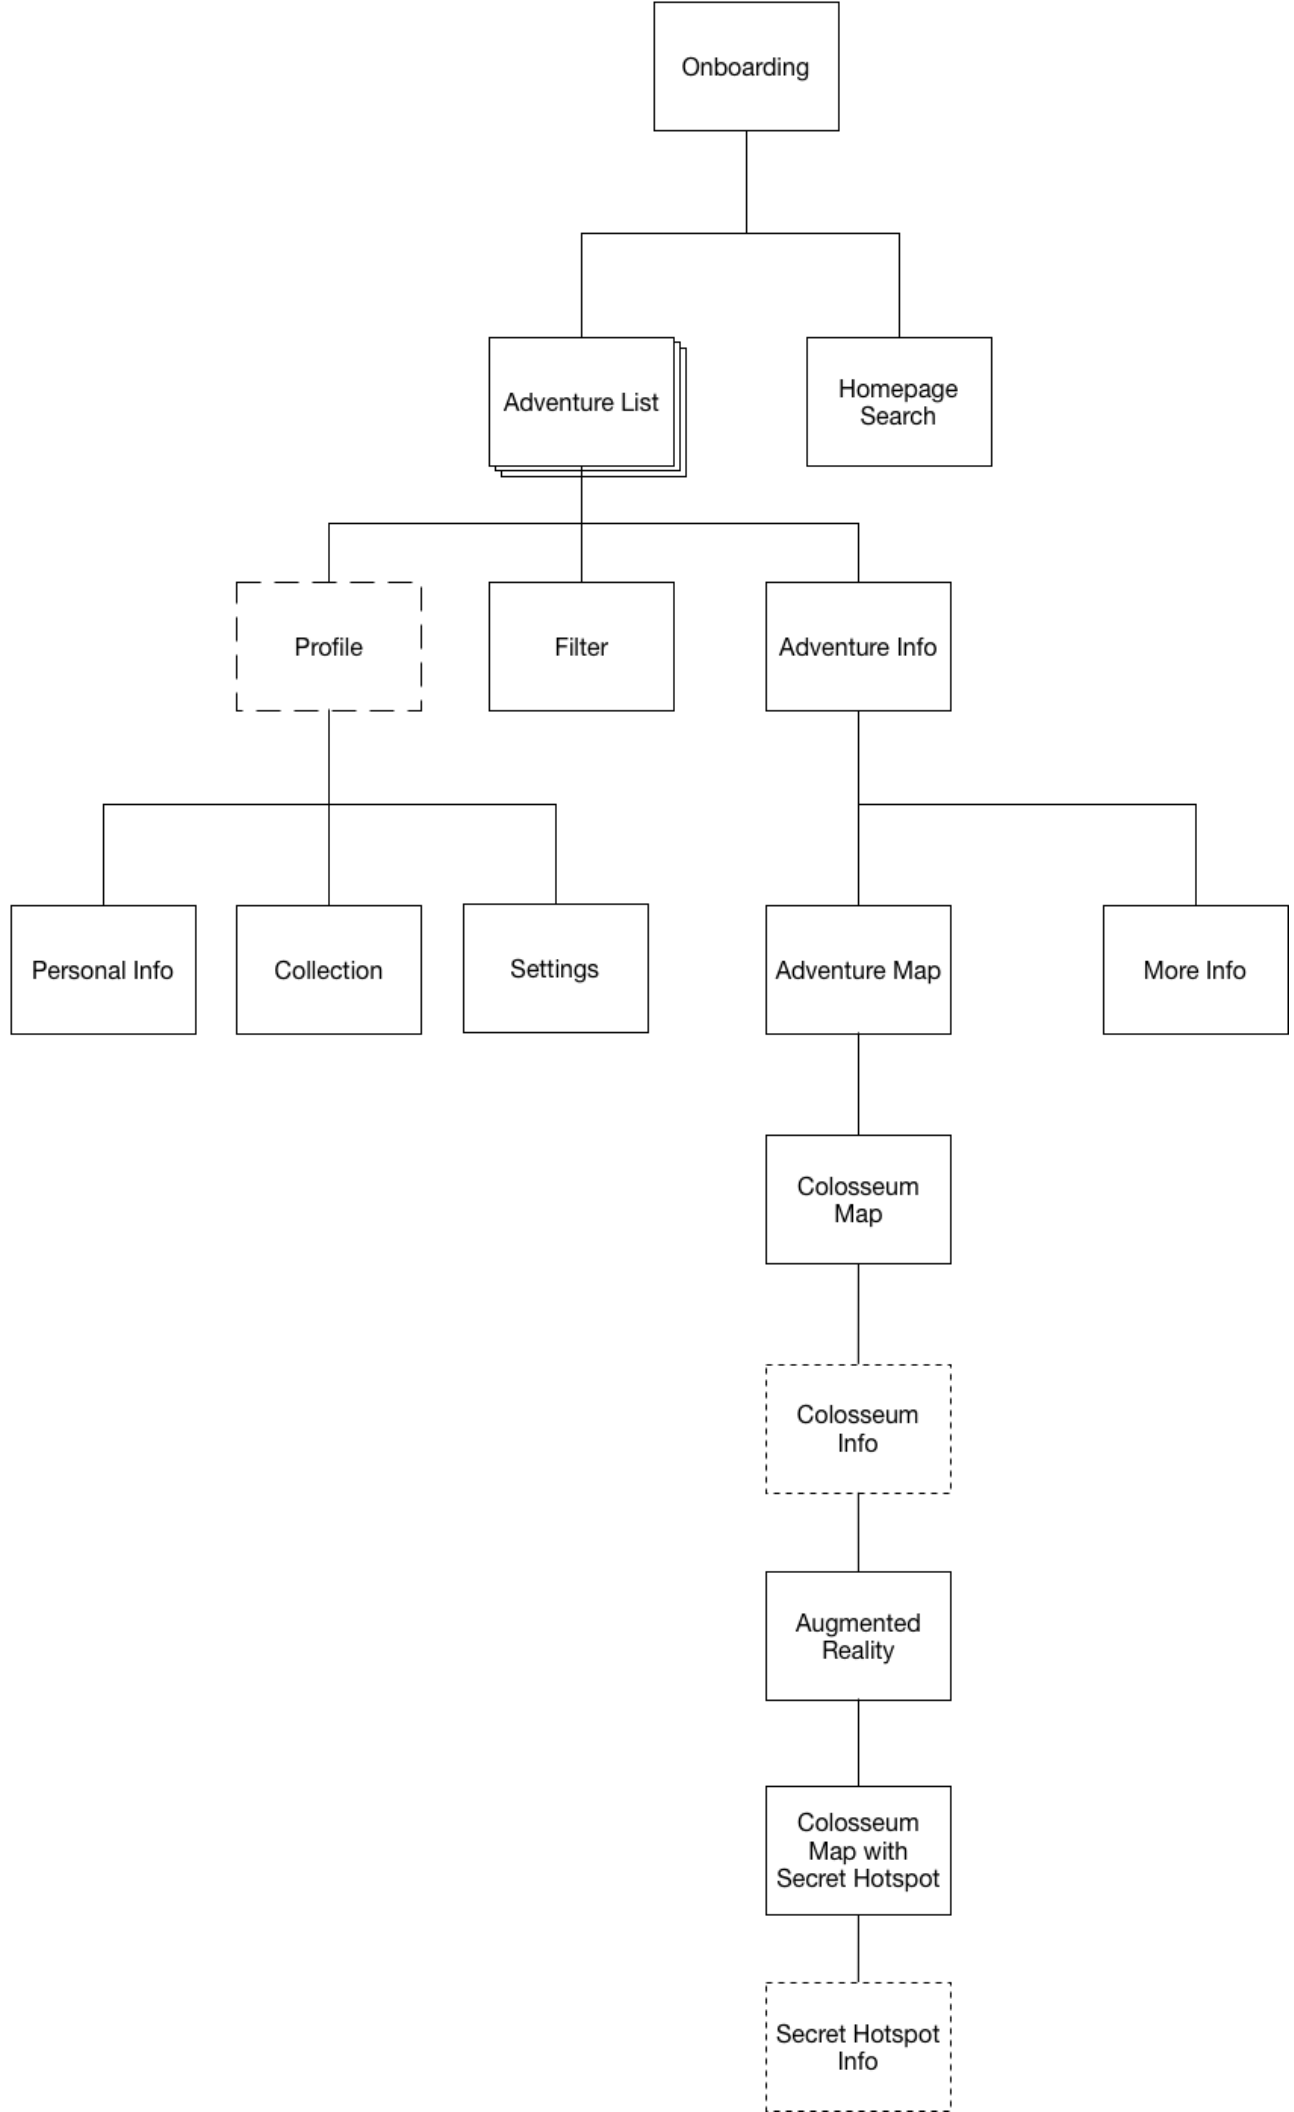 Onboarding
Adventure List
Homepage
Search
Profile
Filter
Adventure Info
Personal Info
Collection
Settings
Adventure Map
More Info
Colosseum
Map
Colosseum
Info
Augmented
Reality
Colosseum
Map with
Secret Hotspot
Secret Hotspot
Info